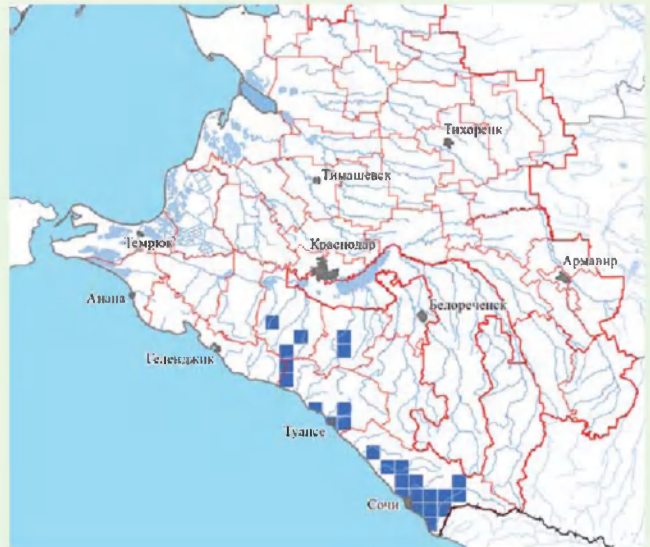 Тихорецк
Тимашевск
Темрюк
Краснодар
Армавир
Анапа
Белореченск
Геленджик
Туапсе
Сочи